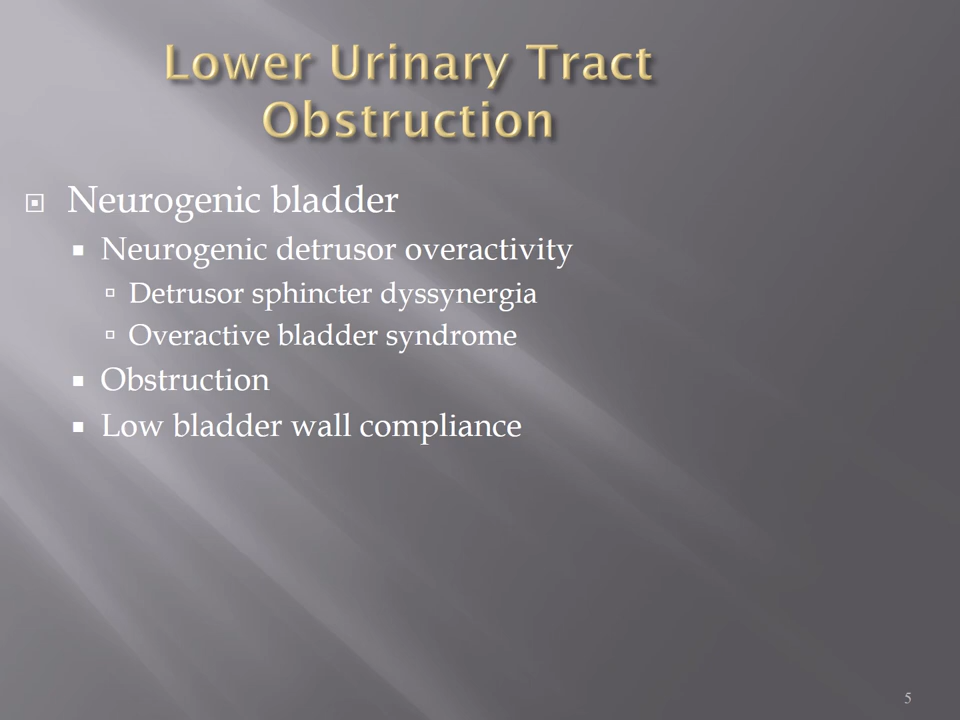 Lower Urinary Tract
Obstruction
Neurogenic bladder
Neurogenic detrusor overactivity
Detrusor sphincter dyssynergia
Overactive bladder syndrome
Obstruction
Low bladder wall compliance
5